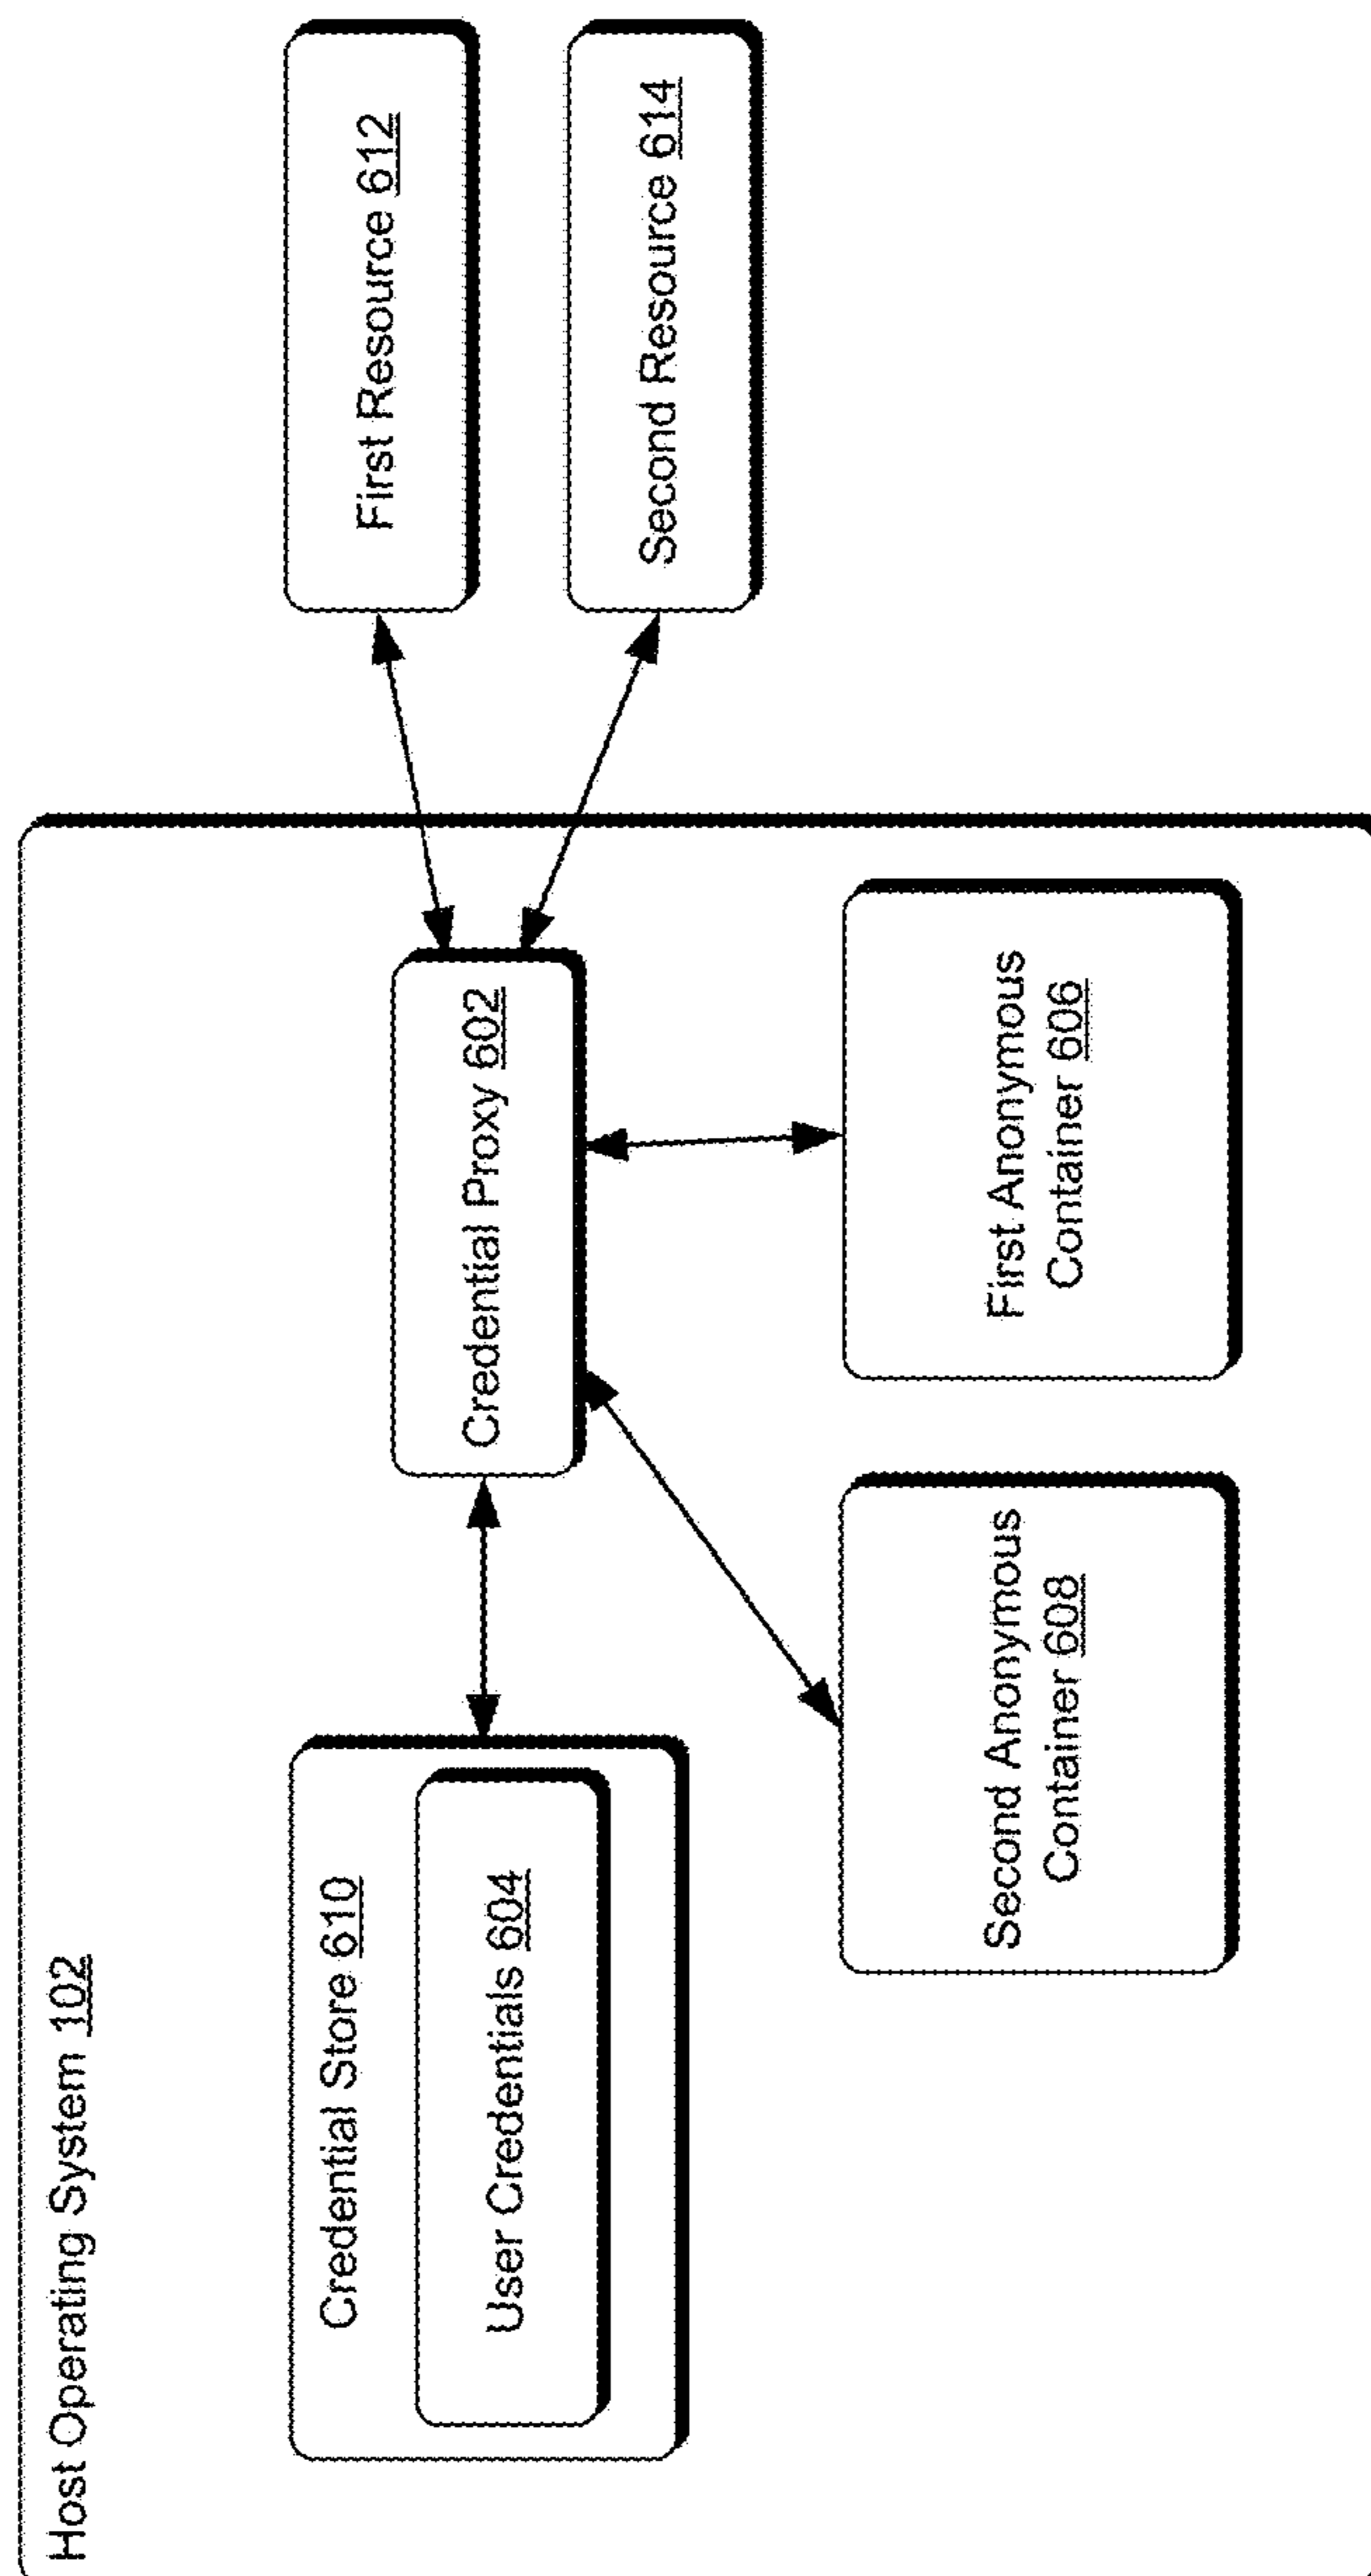 Host Operating System 102
Credential Store 610
User Credentials 604
Credential Proxy 602
First Resource 612
Second Resource 614
Second Anonymous
Container 608
First Anonymous
Container 606